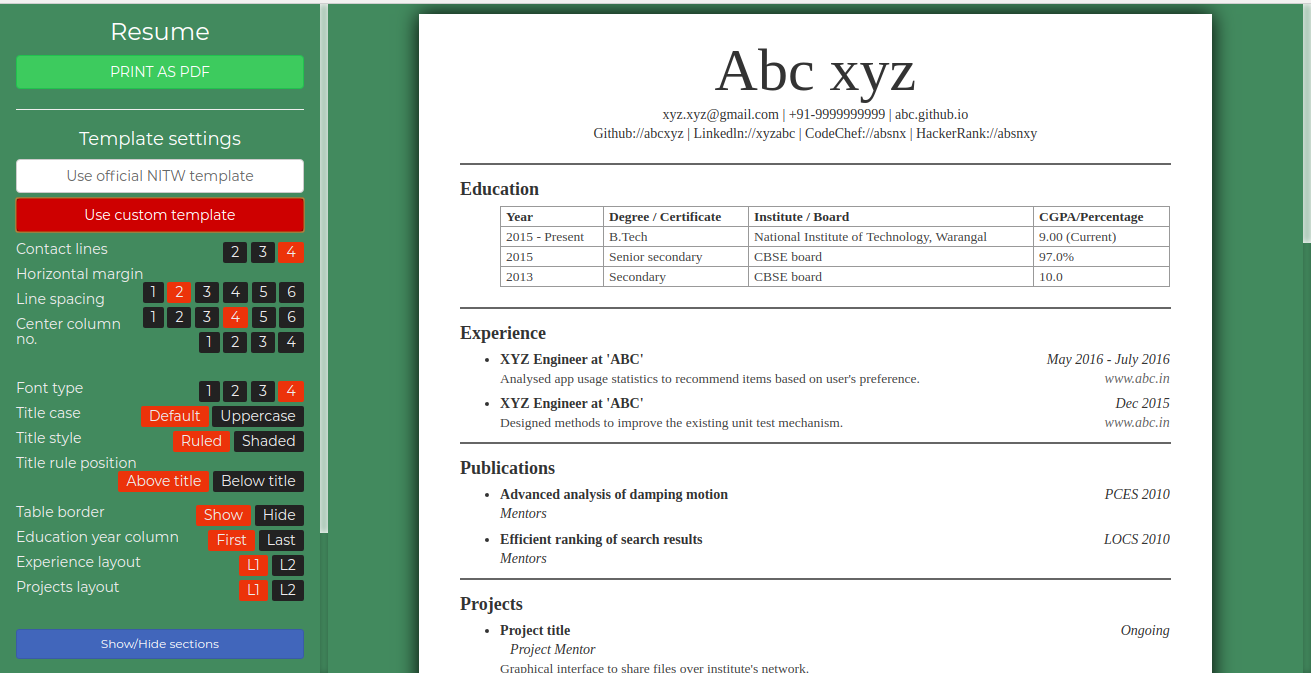 Resume
PRINT AS PDF
Template settings
Use official NITW template
Use custom template
Contact lines 2 3 4
Horizontal margin
1 2 3 4 5 6
Line spacing
1 2 3 4 5 6
Center column
no.
1 2 3 4
Font type 1 2 3 4
Title case Default Uppercase
Title style Ruled Shaded
Title rule position
Above title Below title
Table border Show Hide
Education year column First Last
Experience layout L1 L2
Projects layout L1 L2
Show/Hide sections
Abc xyz
xyz.xyz@gmail.com | +91-9999999999 | abc.github.io
Github://abcxyz | Linkedln://xyzabc | CodeChef://absnx | HackerRank://absnxy
Education
Year Degree / Certificate Institute / Board CGPA/Percentage
2015 - Present B.Tech National Institute of Technology, Warangal 9.00 (Current)
2015 Senior secondary CBSE board 97.0%
2013 Secondary CBSE board 10.0
Experience
• XYZ Engineer at 'ABC' May 2016 - July 2016
Analysed app usage statistics to recommend items based on user's preference. www.abc.in
• XYZ Engineer at 'ABC' Dec 2015
Designed methods to improve the existing unit test mechanism. www.abc.in
Publications
• Advanced analysis of damping motion PCES 2010
Mentors
• Efficient ranking of search results LOCS 2010
Mentors
Projects
• Project title Ongoing
Project Mentor
Graphical interface to share files over institute's network.